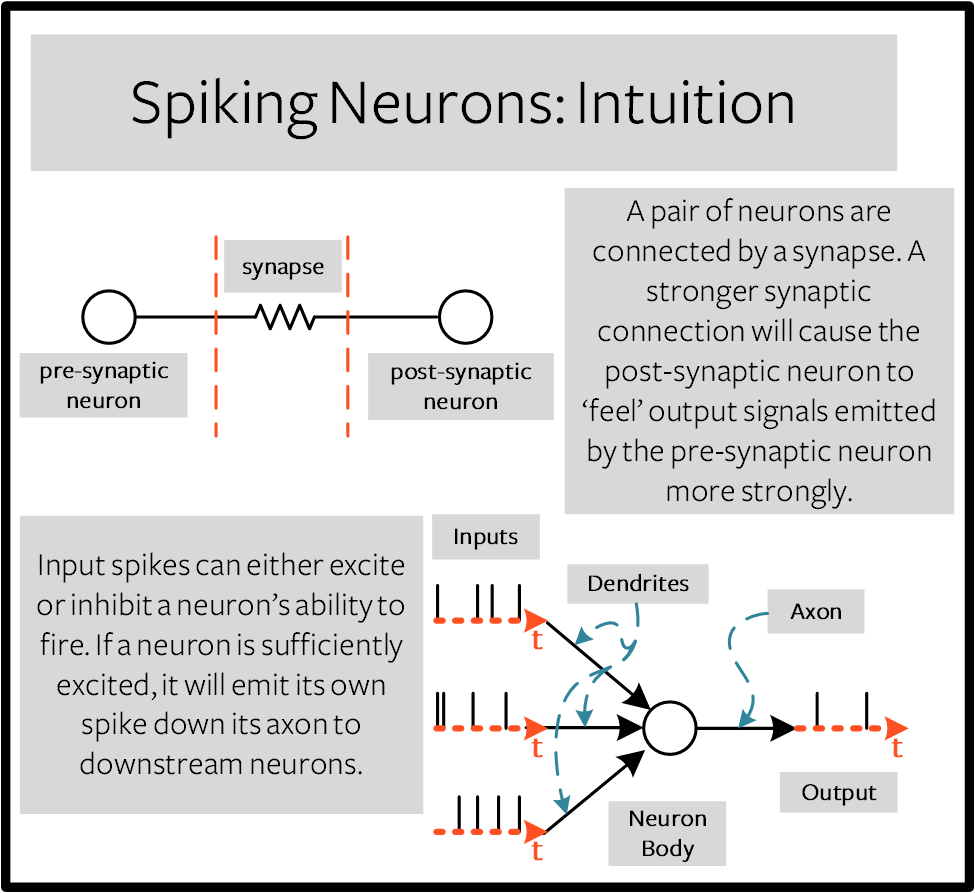 Spiking Neurons: Intuition
synapse
pre-synaptic
neuron
post-synaptic
neuron
A pair of neurons are
connected by a synapse. A
stronger synaptic
connection will cause the
post-synaptic neuron to
‘feel’ output signals emitted
by the pre-synaptic neuron
more strongly.
Input spikes can either excite
or inhibit a neuron’s ability to
fire. If a neuron is sufficiently
excited, it will emit its own
spike down its axon to
downstream neurons.
Inputs
Dendrites
Axon
t
t
t
t
Output
Neuron
Body